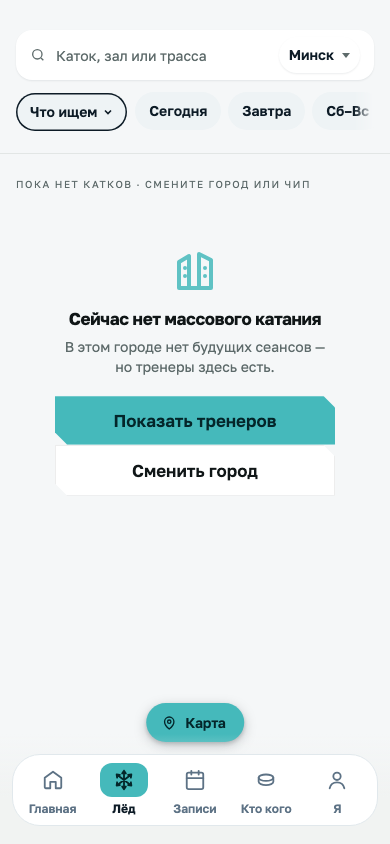 Каток, зал или трасса
Минск
Что ищем
Сегодня
Завтра
Сб–Вс
ПОКА НЕТ КАТКОВ · СМЕНИТЕ ГОРОД ИЛИ ЧИП
Сейчас нет массового катания
В этом городе нет будущих сеансов —
но тренеры здесь есть.
Показать тренеров
Сменить город
Карта
Главная
Лёд
Записи
Кто кого
Я